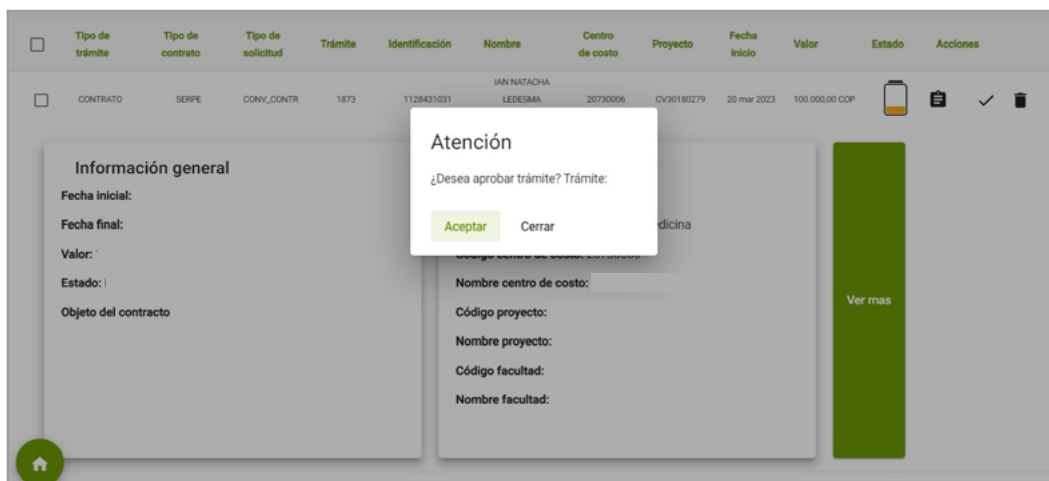 Tipo de trámite
Tipo de contrato
Tipo de solicitud
Trámite
Identificación
Nombre
Centro de costo
Proyecto
Fecha inicio
Valor
Estado
Acciones
CONTRATO
SERPE
CONV_CONTR
1873
1128431031
IAN NATACHA
LEDESMA
20730006
CV30180279
20 mar 2023
100.000,00 COP
Atención
¿Desea aprobar trámite? Trámite:
Aceptar Cerrar
Información general
Fecha inicial:
Fecha final:
Valor:
Estado:
Objeto del contracto
Nombre centro de costo:
Código proyecto:
Nombre proyecto:
Código facultad:
Nombre facultad:
Ver mas